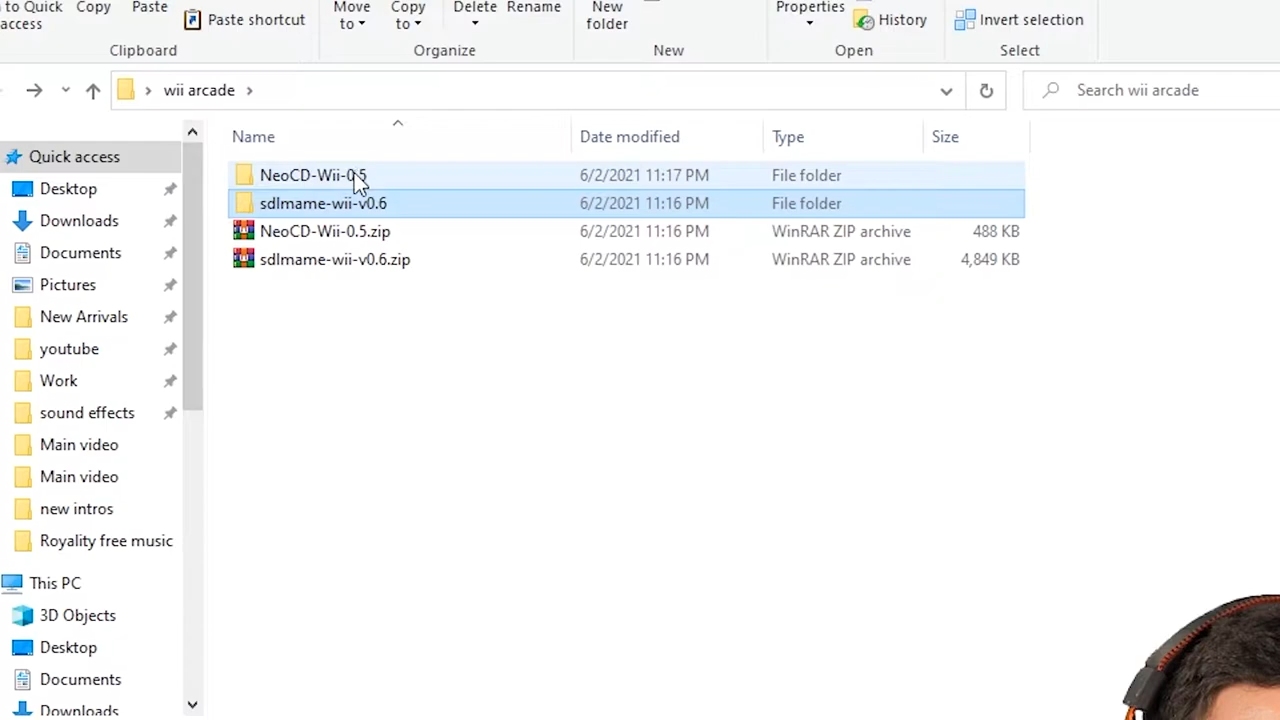 to Quick
access
Copy
Paste
Paste shortcut
Clipboard
Move
to
Copy
to
Delete
Rename
Organize
New
folder
New
Properties
History
Open
Invert selection
Select
wii arcade
Search wii arcade
Name
Date modified
Type
Size
NeoCD-Wii-0.5
6/2/2021 11:17 PM
File folder
sdlmame-wii-v0.6
6/2/2021 11:16 PM
File folder
NeoCD-Wii-0.5.zip
6/2/2021 11:16 PM
WinRAR ZIP archive
488 KB
sdlmame-wii-v0.6.zip
6/2/2021 11:16 PM
WinRAR ZIP archive
4,849 KB
Quick access
Desktop
Downloads
Documents
Pictures
New Arrivals
youtube
Work
sound effects
Main video
Main video
new intros
Royality free music
This PC
3D Objects
Desktop
Documents
Downloads